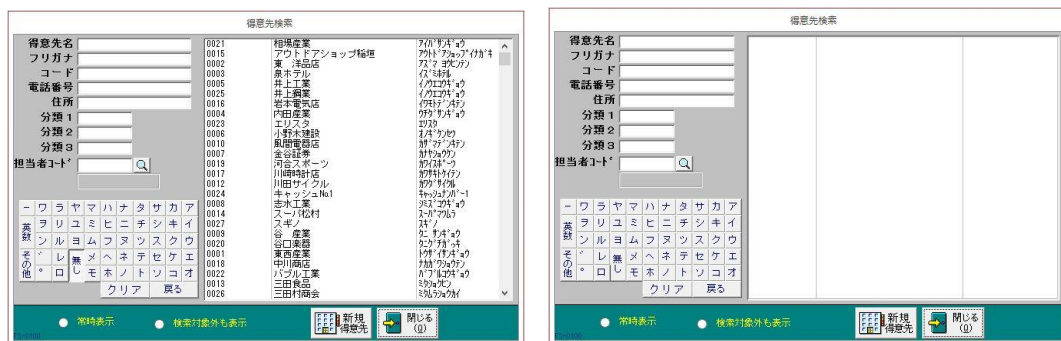 得意先検索
得意先名
フリガナ
コード
電話番号
住所
分類1
分類2
分類3
担当者コード
0021 相場産業 アイバサンギョウ
0015 アウトドアショップ稲垣 アウトドアショップイナガキ
0002 東 洋品店 アズマ ヨウヒンテン
0003 泉ホテル イズミホテル
0005 井上工業 イノウエコウギョウ
0025 井上鋼業 イノウエコウギョウ
0016 岩本電気店 イワモトデンキテン
0004 内田産業 ウチダサンギョウ
0023 エリスタ エリスタ
0006 小野木建設 オノギケンセツ
0010 風間電器店 カザマデンキテン
0007 金谷証券 カナヤショウケン
0019 河合スポーツ カワイスポーツ
0017 川崎時計店 カワサキトケイテン
0012 川田サイクル カワダサイクル
0024 キャッシュNo1 キャッシュナンバー1
0008 志水工業 シミズコウギョウ
0014 スーパ松村 スーパマツムラ
0027 スギノ スギノ
0009 谷 産業 タニ サンギョウ
0020 谷口楽器 タニグチガッキ
0001 東西産業 トウザイサンギョウ
0018 中川商店 ナカガワショウテン
0022 バブル工業 バブルコウギョウ
0013 三田食品 ミタショクヒン
0026 三田村商会 ミタムラショウカイ
ー ワ ラ ヤ マ ハ ナ タ サ カ ア
英数 ヲ リ ユ ミ ヒ ニ チ シ キ イ
ン ル ヨ ム フ ヌ ツ ス ク ウ
その他 ゛ レ 無し メ ヘ ネ テ セ ケ エ
゜ ロ モ ホ ノ ト ソ コ オ
クリア 戻る
常時表示 検索対象外も表示
新規得意先 閉じる(Q)
得意先検索
得意先名
フリガナ
コード
電話番号
住所
分類1
分類2
分類3
担当者コード
ー ワ ラ ヤ マ ハ ナ タ サ カ ア
英数 ヲ リ ユ ミ ヒ ニ チ シ キ イ
ン ル ヨ ム フ ヌ ツ ス ク ウ
その他 ゛ レ 無し メ ヘ ネ テ セ ケ エ
゜ ロ モ ホ ノ ト ソ コ オ
クリア 戻る
常時表示 検索対象外も表示
新規得意先 閉じる(Q)